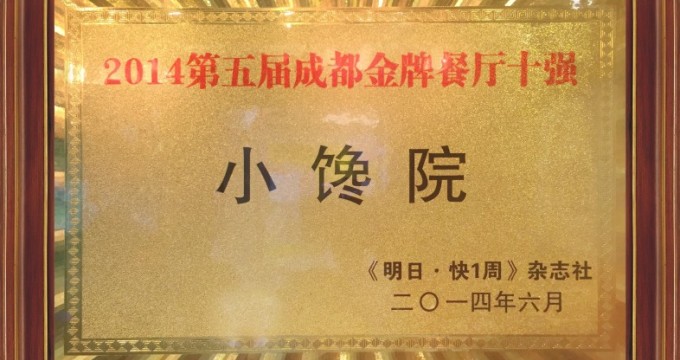 2014第五届成都金牌餐厅十强
小馋院
《明日·快1周》杂志社
二〇一四年六月